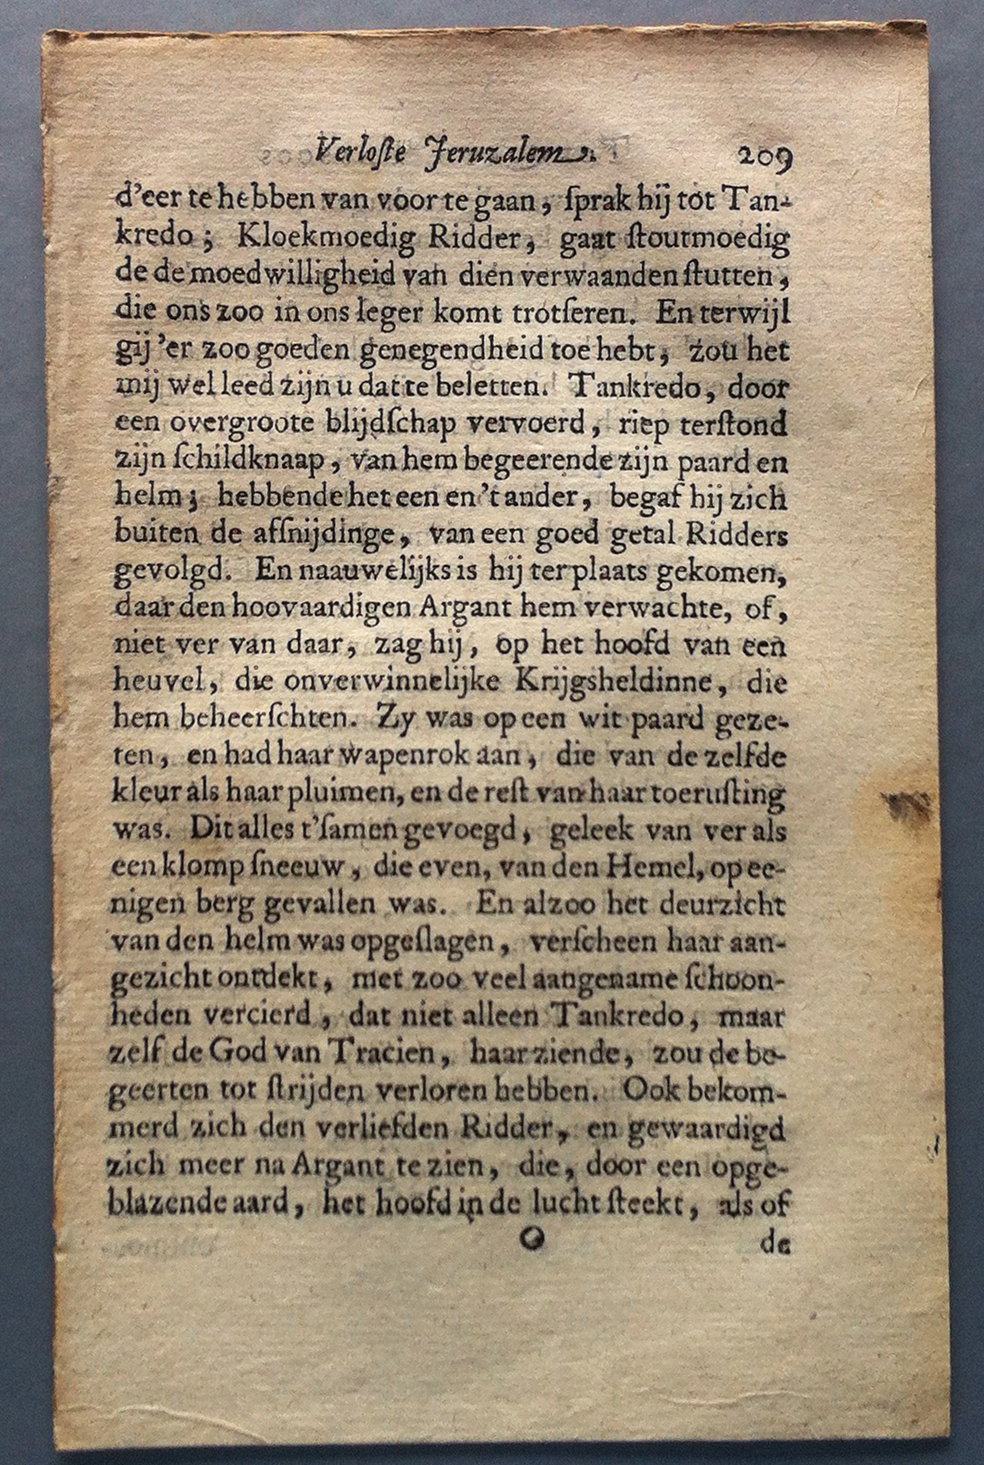 Verloſte Jeruzalem. 209
d'eer te hebben van voor te gaan, ſprak hij tot Tan-
kredo; Kloekmoedig Ridder, gaat ſtoutmoedig
de de moedwilligheid van dien verwaanden ſtutten,
die ons zoo in ons leger komt trotſeren. En terwijl
gij 'er zoo goeden genegendheid toe hebt, zou het
mij wel leed zijn u dat te beletten. Tankredo, door
een overgroote blijdſchap vervoerd, riep terſtond
zijn ſchildknaap, van hem begeerende zijn paard en
helm; hebbende het een en 't ander, begaf hij zich
buiten de afſnijdinge, van een goed getal Ridders
gevolgd. En naauwelijks is hij ter plaats gekomen,
daar den hoovaardigen Argant hem verwachte, of,
niet ver van daar, zag hij, op het hoofd van een
heuvel, die onverwinnelijke Krijgsheldinne, die
hem beheerſchten. Zy was op een wit paard geze-
ten, en had haar wapenrok aan, die van de zelfde
kleur als haar pluimen, en de reſt van haar toeruſting
was. Dit alles t'ſamen gevoegd, geleek van ver als
een klomp ſneeuw, die even, van den Hemel, op ee-
nigen berg gevallen was. En alzoo het deurzicht
van den helm was opgeſlagen, verſcheen haar aan-
gezicht ontdekt, met zoo veel aangename ſchoon-
heden vercierd, dat niet alleen Tankredo, maar
zelf de God van Tracien, haar ziende, zou de be-
geerten tot ſtrijden verloren hebben. Ook bekom-
merd zich den verliefden Ridder, en gewaardigd
zich meer na Argant te zien, die, door een opge-
blazende aard, het hoofd in de lucht ſteekt, als of
O de